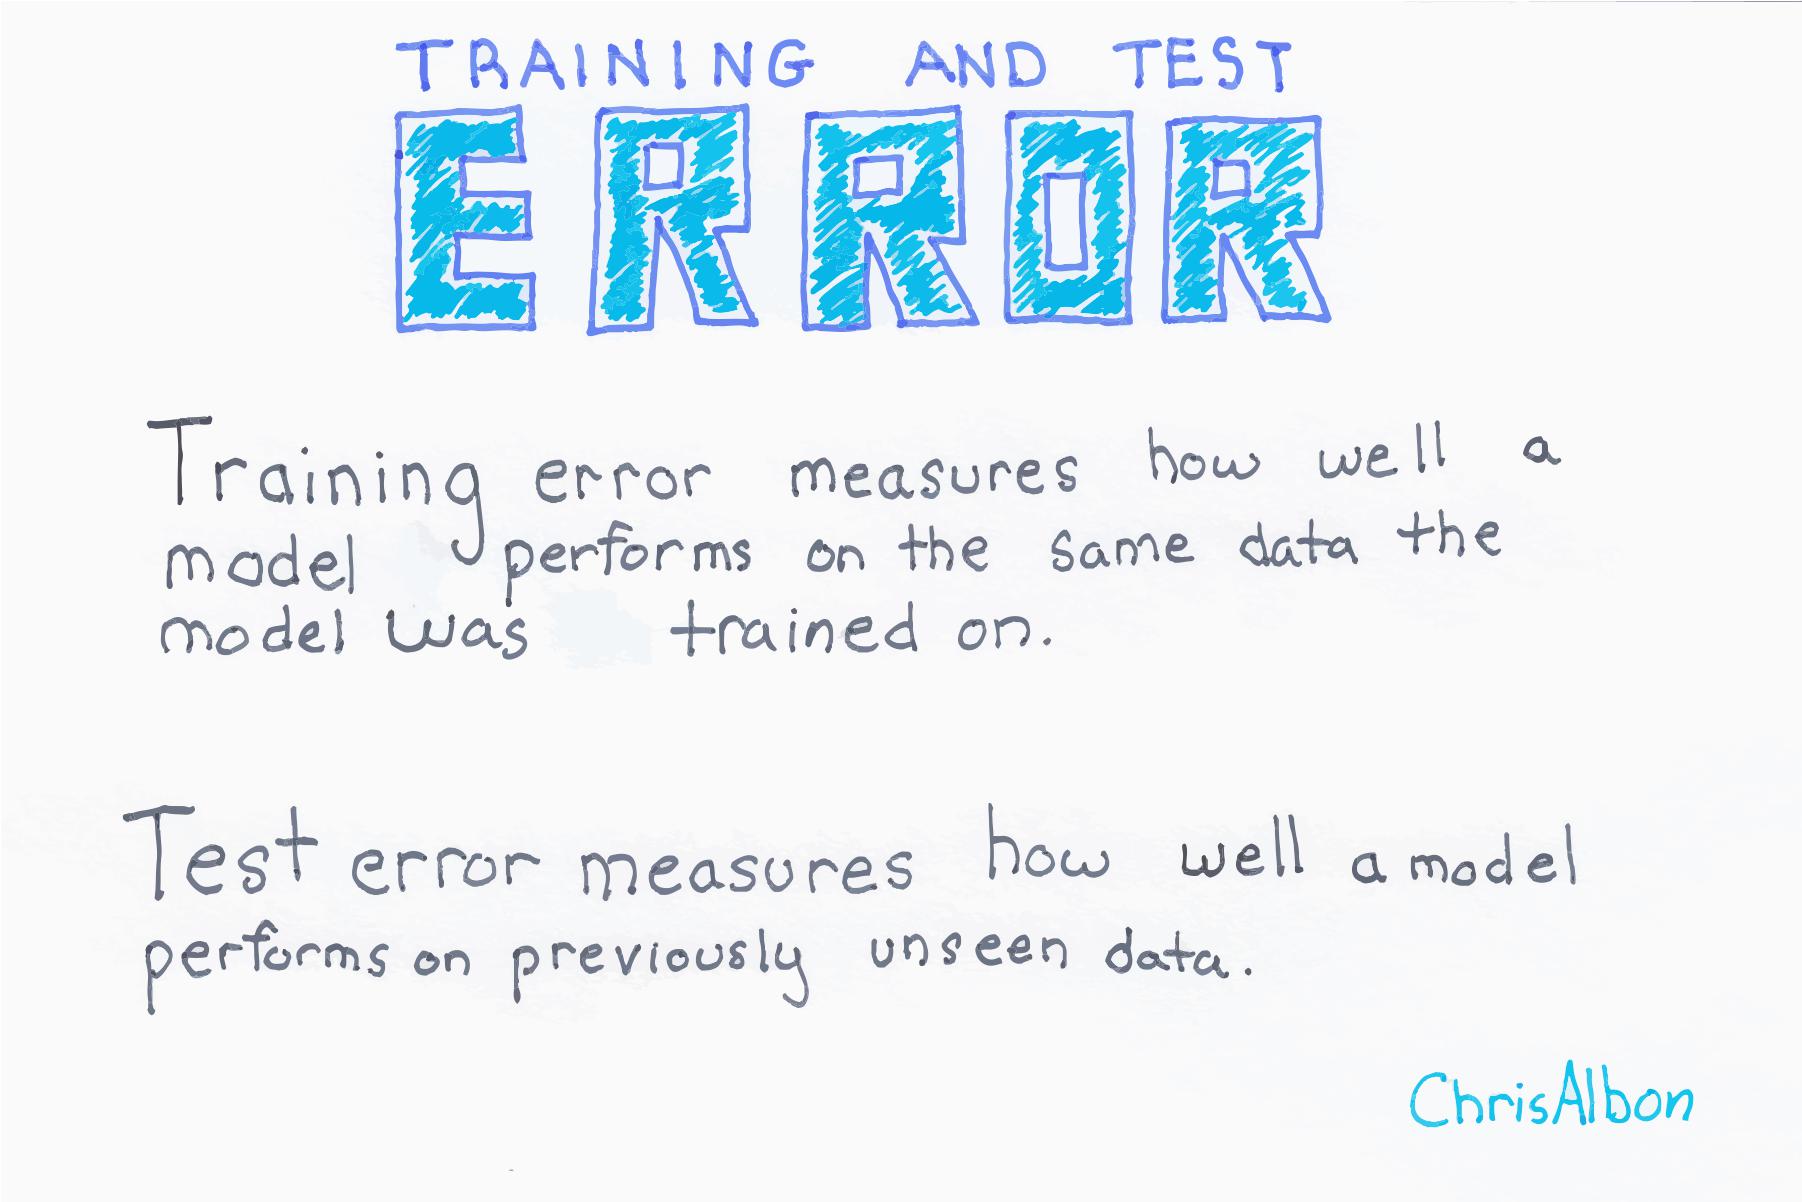 TRAINING AND TEST
ERROR
Training error measures how well a
model performs on the same data the
model was trained on.
Test error measures how well a model
performs on previously unseen data.
ChrisAlbon